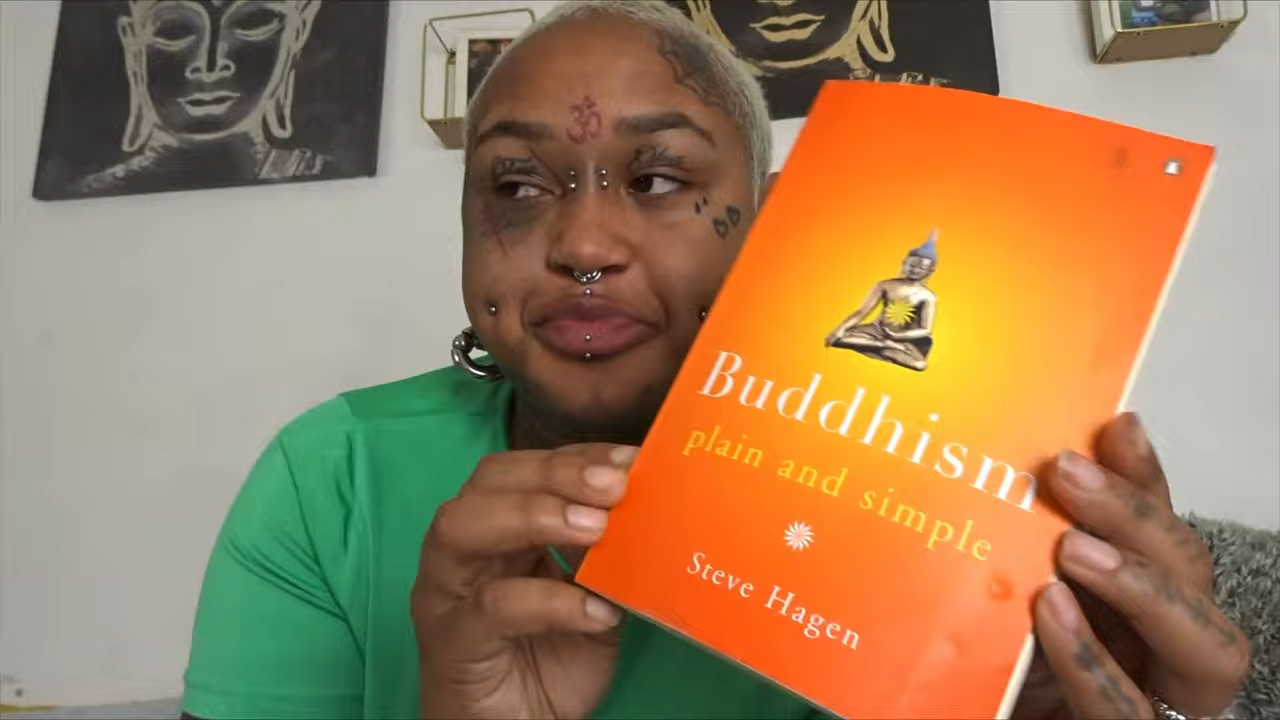 ॐ
Buddhism
plain and simple
Steve Hagen